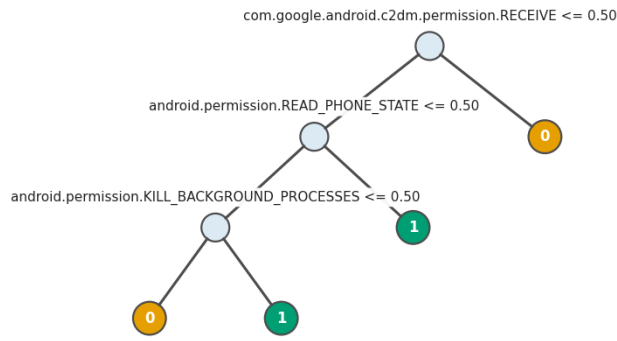 com.google.android.c2dm.permission.RECEIVE <= 0.50
android.permission.READ_PHONE_STATE <= 0.50
0
android.permission.KILL_BACKGROUND_PROCESSES <= 0.50
1
0
1